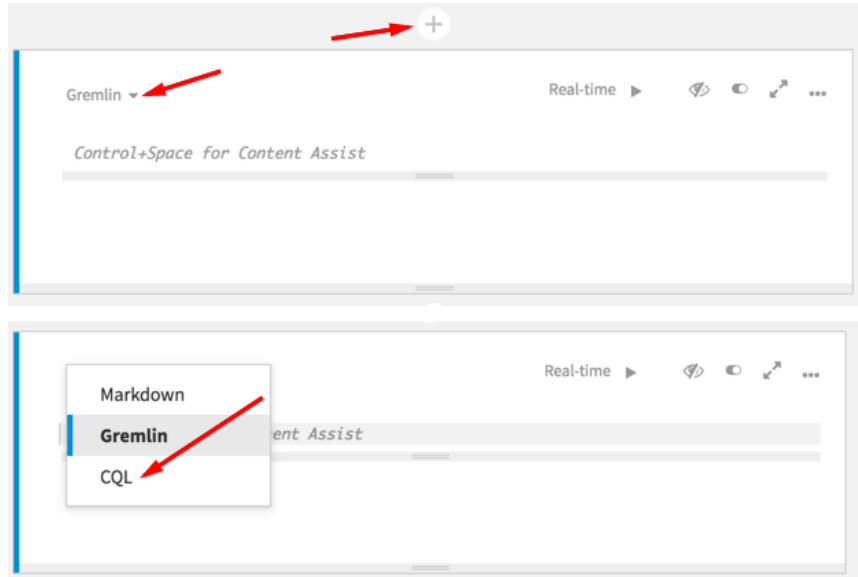 Gremlin
Real-time
Control+Space for Content Assist
Real-time
Markdown
Gremlin
ent Assist
CQL